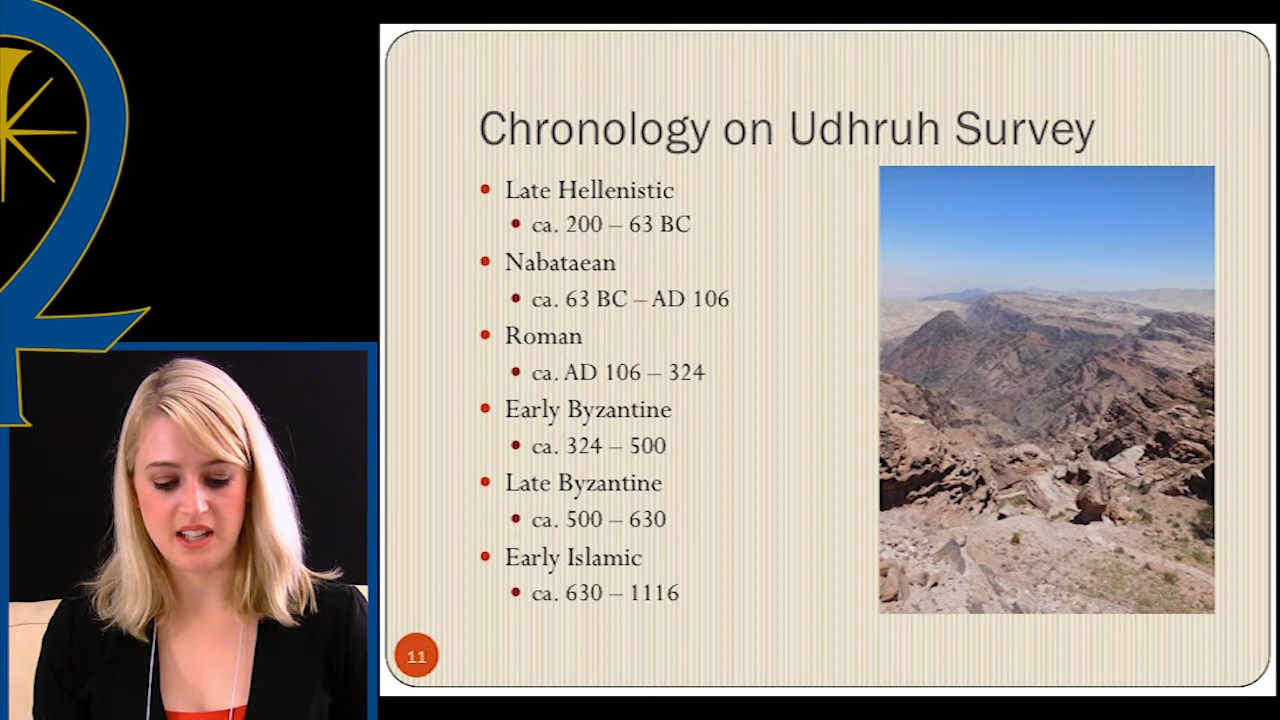 Chronology on Udhruh Survey
Late Hellenistic
ca. 200 – 63 BC
Nabataean
ca. 63 BC – AD 106
Roman
ca. AD 106 – 324
Early Byzantine
ca. 324 – 500
Late Byzantine
ca. 500 – 630
Early Islamic
ca. 630 – 1116
11